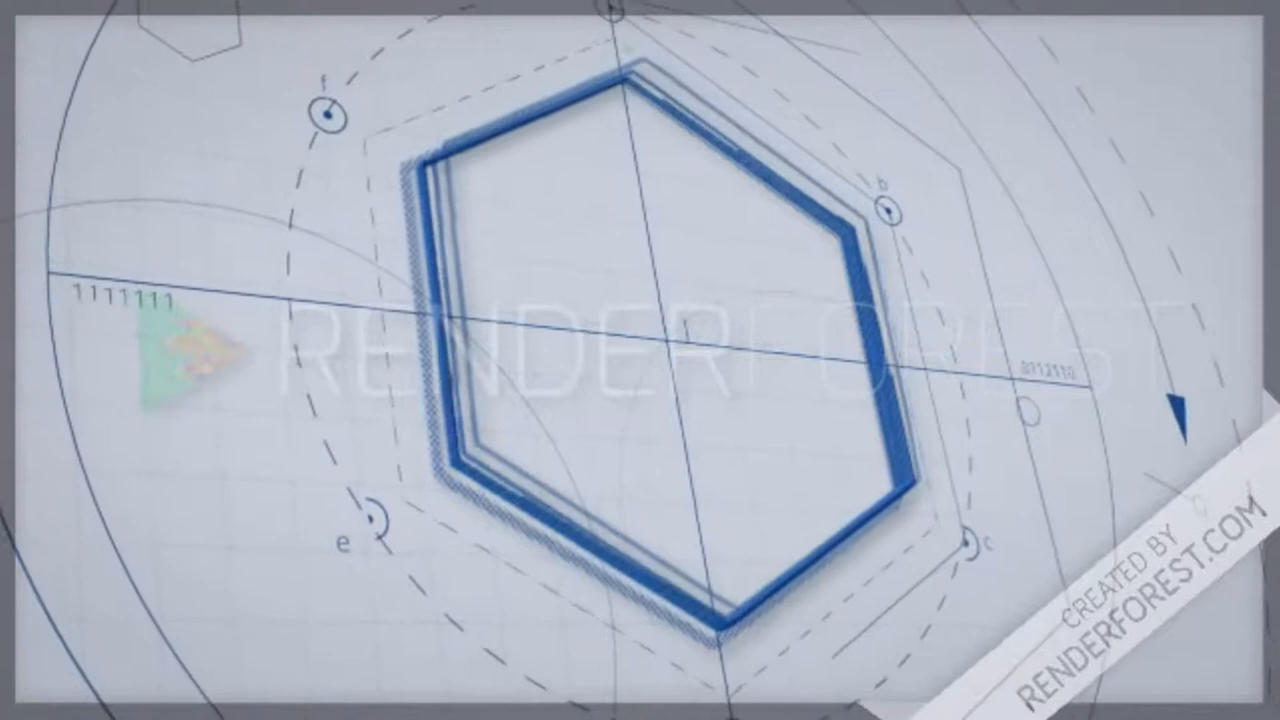 f
b
1111111
RENDERFOREST
0112110
e
c
CREATED BY
RENDERFOREST.COM